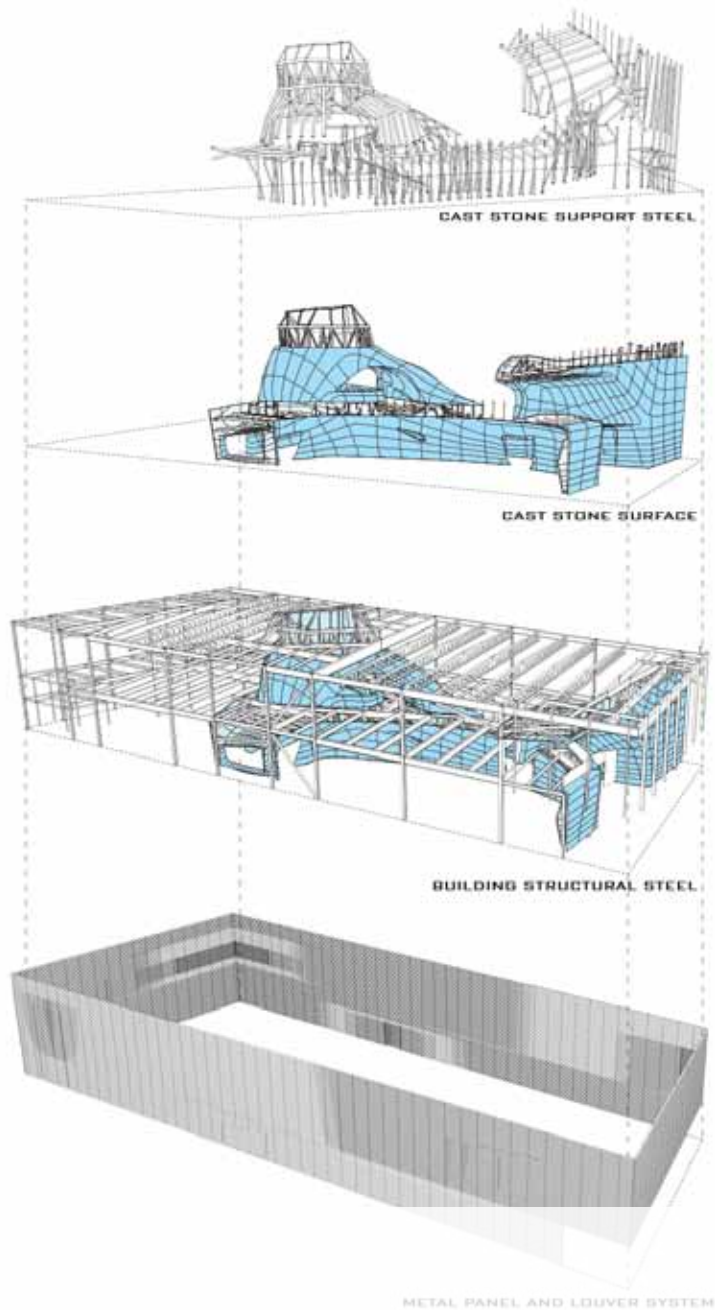 CAST STONE SUPPORT STEEL
CAST STONE SURFACE
BUILDING STRUCTURAL STEEL
METAL PANEL AND LOUVER SYSTEM